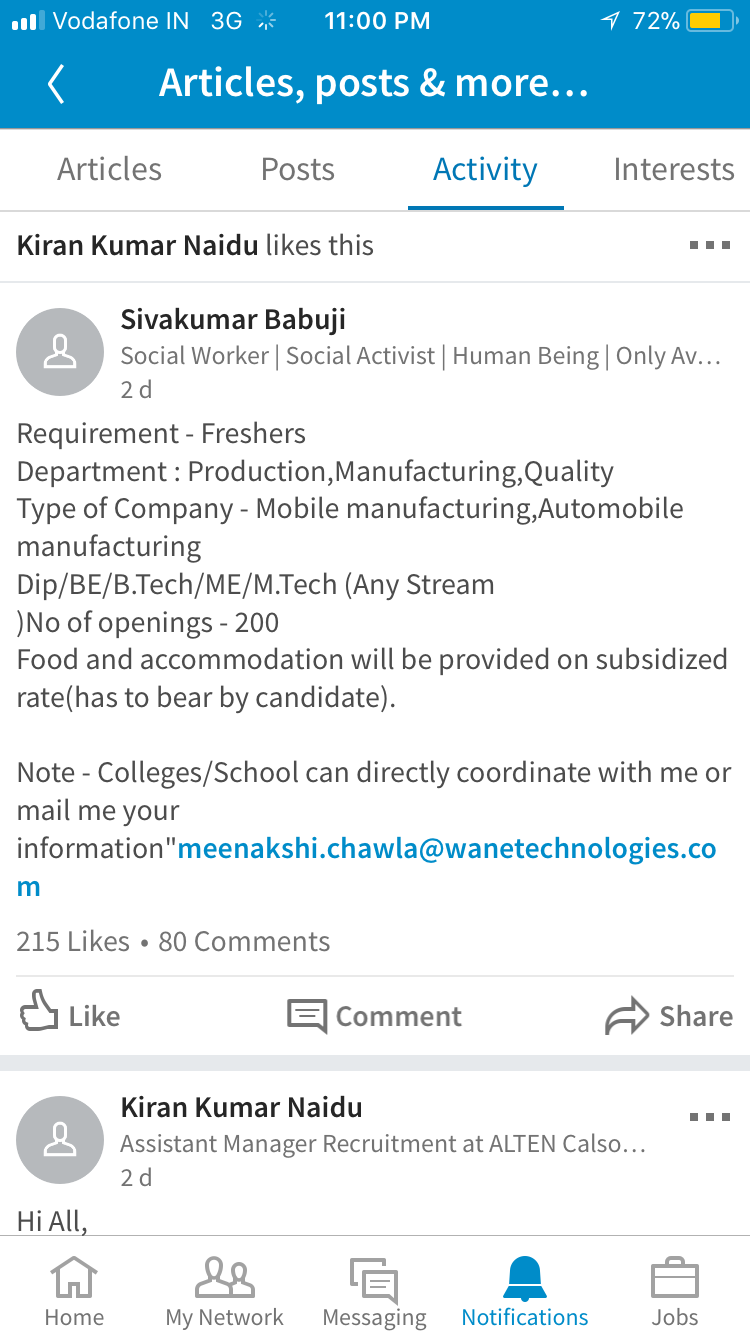 Vodafone IN 3G 11:00 PM 72%
Articles, posts & more...
Articles Posts Activity Interests
Kiran Kumar Naidu likes this
Sivakumar Babuji
Social Worker | Social Activist | Human Being | Only Av...
2 d
Requirement - Freshers
Department : Production,Manufacturing,Quality
Type of Company - Mobile manufacturing,Automobile
manufacturing
Dip/BE/B.Tech/ME/M.Tech (Any Stream
)No of openings - 200
Food and accommodation will be provided on subsidized
rate(has to bear by candidate).
Note - Colleges/School can directly coordinate with me or
mail me your
information"meenakshi.chawla@wanetechnologies.co
m
215 Likes • 80 Comments
Like Comment Share
Kiran Kumar Naidu
Assistant Manager Recruitment at ALTEN Calso...
2 d
Hi All,
Home My Network Messaging Notifications Jobs